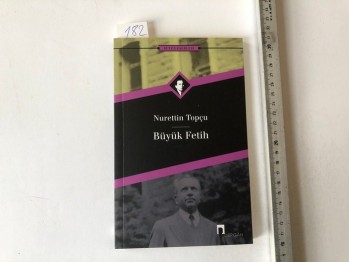 182
Nurettin Topçu
Büyük Fetih